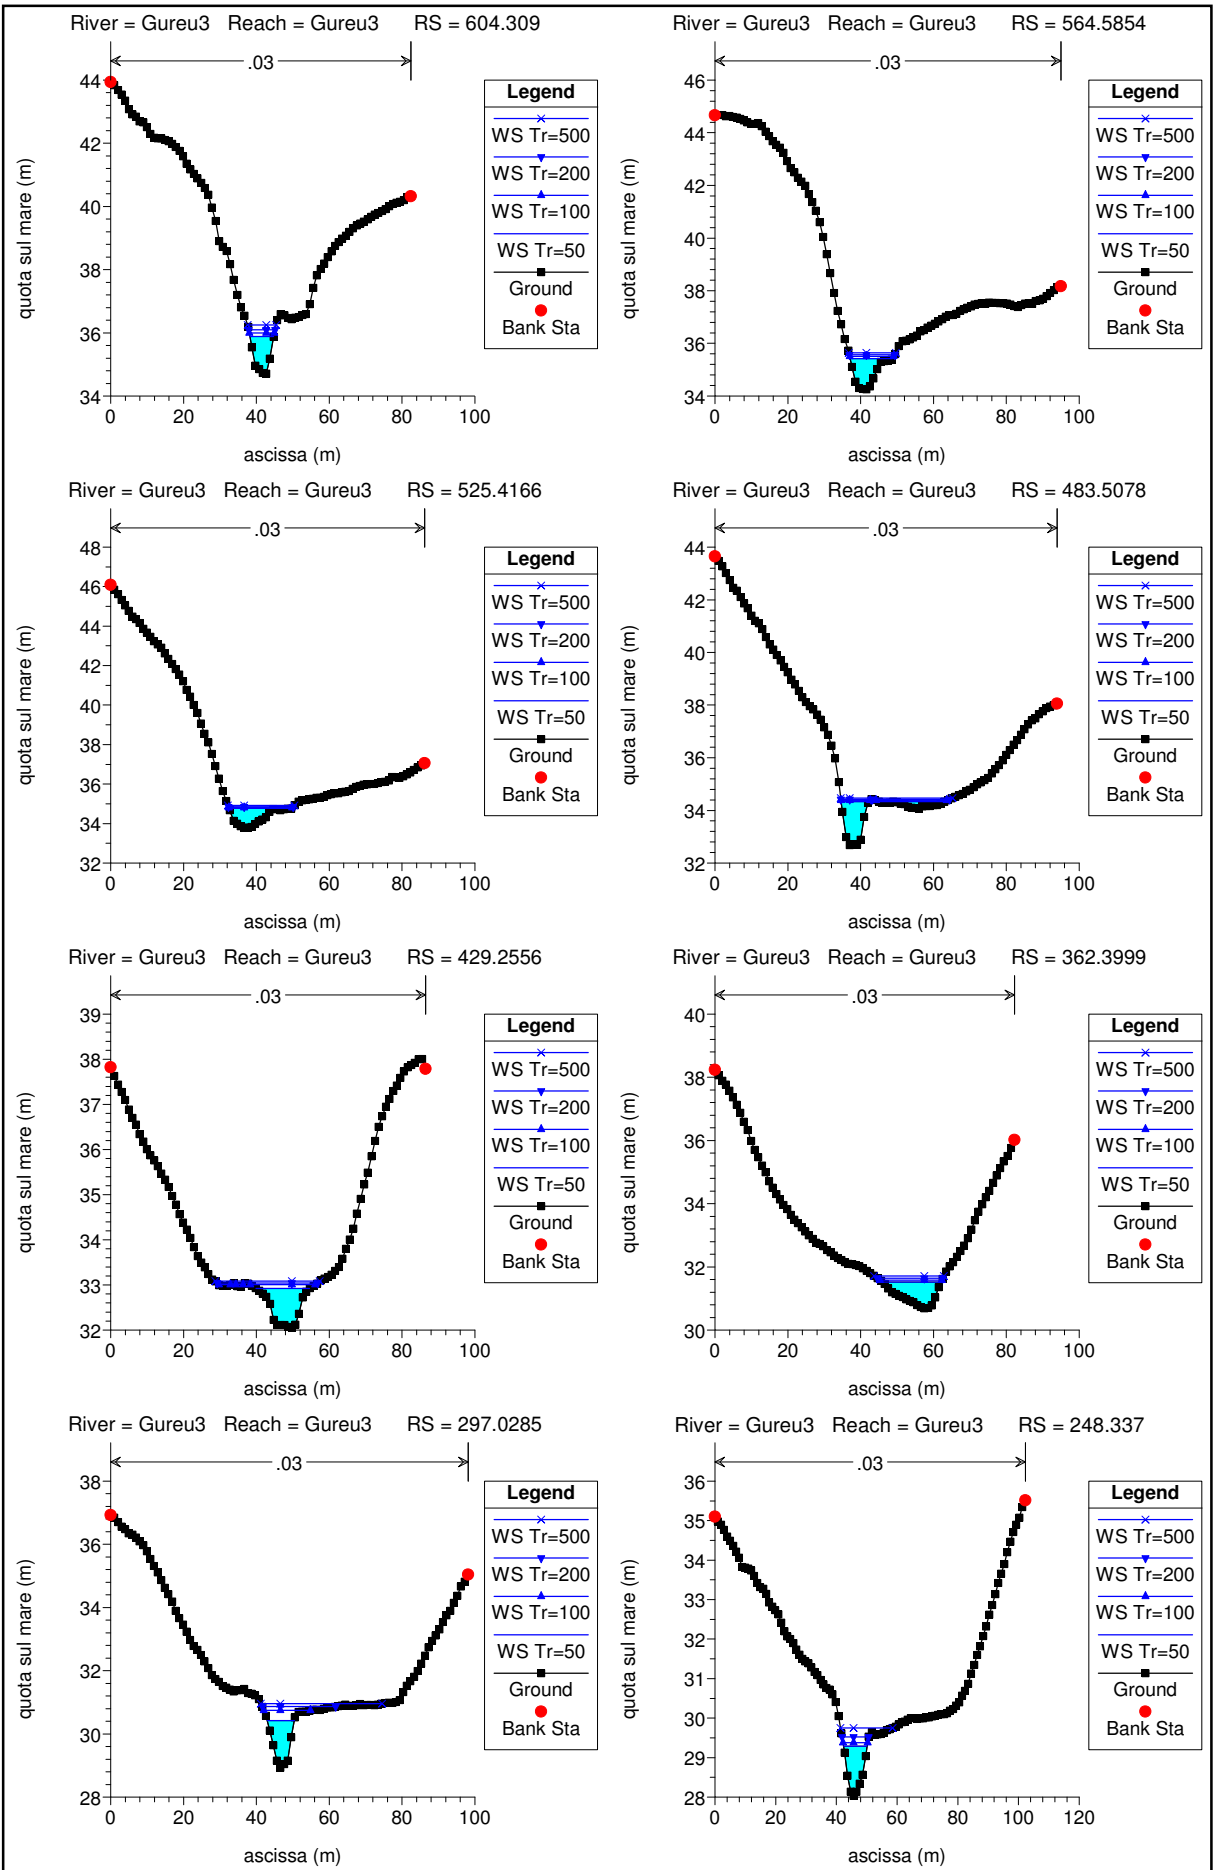 River = Gureu3 Reach = Gureu3 RS = 604.309
.03
44
42
40
38
36
34
0 20 40 60 80 100
quota sul mare (m)
ascissa (m)
Legend
WS Tr=500
WS Tr=200
WS Tr=100
WS Tr=50
Ground
Bank Sta
River = Gureu3 Reach = Gureu3 RS = 564.5854
.03
46
44
42
40
38
36
34
0 20 40 60 80 100
quota sul mare (m)
ascissa (m)
Legend
WS Tr=500
WS Tr=200
WS Tr=100
WS Tr=50
Ground
Bank Sta
River = Gureu3 Reach = Gureu3 RS = 525.4166
.03
48
46
44
42
40
38
36
34
32
0 20 40 60 80 100
quota sul mare (m)
ascissa (m)
Legend
WS Tr=500
WS Tr=200
WS Tr=100
WS Tr=50
Ground
Bank Sta
River = Gureu3 Reach = Gureu3 RS = 483.5078
.03
44
42
40
38
36
34
32
0 20 40 60 80 100
quota sul mare (m)
ascissa (m)
Legend
WS Tr=500
WS Tr=200
WS Tr=100
WS Tr=50
Ground
Bank Sta
River = Gureu3 Reach = Gureu3 RS = 429.2556
.03
39
38
37
36
35
34
33
32
0 20 40 60 80 100
quota sul mare (m)
ascissa (m)
Legend
WS Tr=500
WS Tr=200
WS Tr=100
WS Tr=50
Ground
Bank Sta
River = Gureu3 Reach = Gureu3 RS = 362.3999
.03
40
38
36
34
32
30
0 20 40 60 80 100
quota sul mare (m)
ascissa (m)
Legend
WS Tr=500
WS Tr=200
WS Tr=100
WS Tr=50
Ground
Bank Sta
River = Gureu3 Reach = Gureu3 RS = 297.0285
.03
38
36
34
32
30
28
0 20 40 60 80 100
quota sul mare (m)
ascissa (m)
Legend
WS Tr=500
WS Tr=200
WS Tr=100
WS Tr=50
Ground
Bank Sta
River = Gureu3 Reach = Gureu3 RS = 248.337
.03
36
35
34
33
32
31
30
29
28
0 20 40 60 80 100 120
quota sul mare (m)
ascissa (m)
Legend
WS Tr=500
WS Tr=200
WS Tr=100
WS Tr=50
Ground
Bank Sta